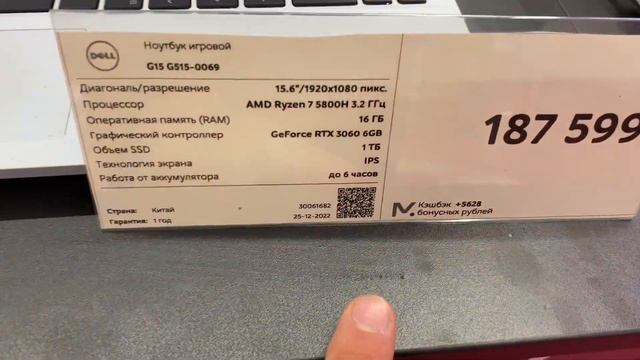 DELL
Ноутбук игровой
G15 G515-0069
Диагональ/разрешение 15.6"/1920x1080 пикс.
Процессор AMD Ryzen 7 5800H 3.2 ГГц
Оперативная память (RAM) 16 ГБ
Графический контроллер GeForce RTX 3060 6GB
Объем SSD 1 ТБ
Технология экрана IPS
Работа от аккумулятора до 6 часов
Страна: Китай 30061682
Гарантия: 1 год 25-12-2022
187 599
Кэшбэк +5628
бонусных рублей